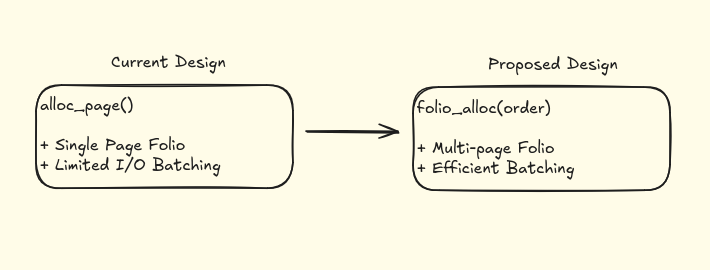 Current Design
alloc_page()
+ Single Page Folio
+ Limited I/O Batching
Proposed Design
folio_alloc(order)
+ Multi-page Folio
+ Efficient Batching